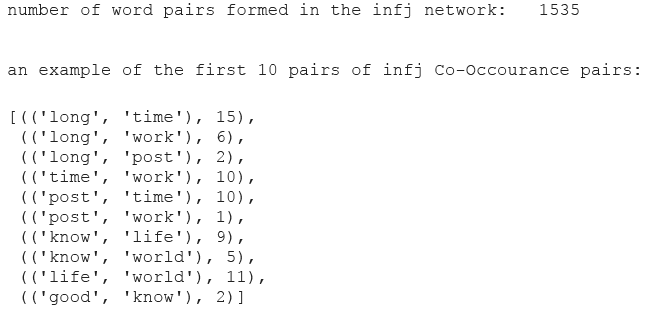 number of word pairs formed in the infj network:   1535
an example of the first 10 pairs of infj Co-Occourance pairs:
[(('long', 'time'), 15),
 (('long', 'work'), 6),
 (('long', 'post'), 2),
 (('time', 'work'), 10),
 (('post', 'time'), 10),
 (('post', 'work'), 1),
 (('know', 'life'), 9),
 (('know', 'world'), 5),
 (('life', 'world'), 11),
 (('good', 'know'), 2)]